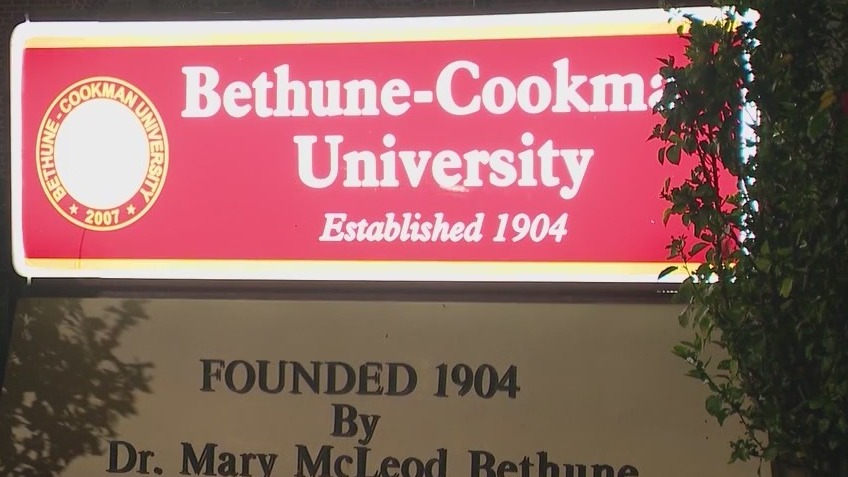 Bethune-Cookma
University
Established 1904
BETHUNE - COOKMAN UNIVERSITY
2007
FOUNDED 1904
By
Dr. Mary McLeod Bethune